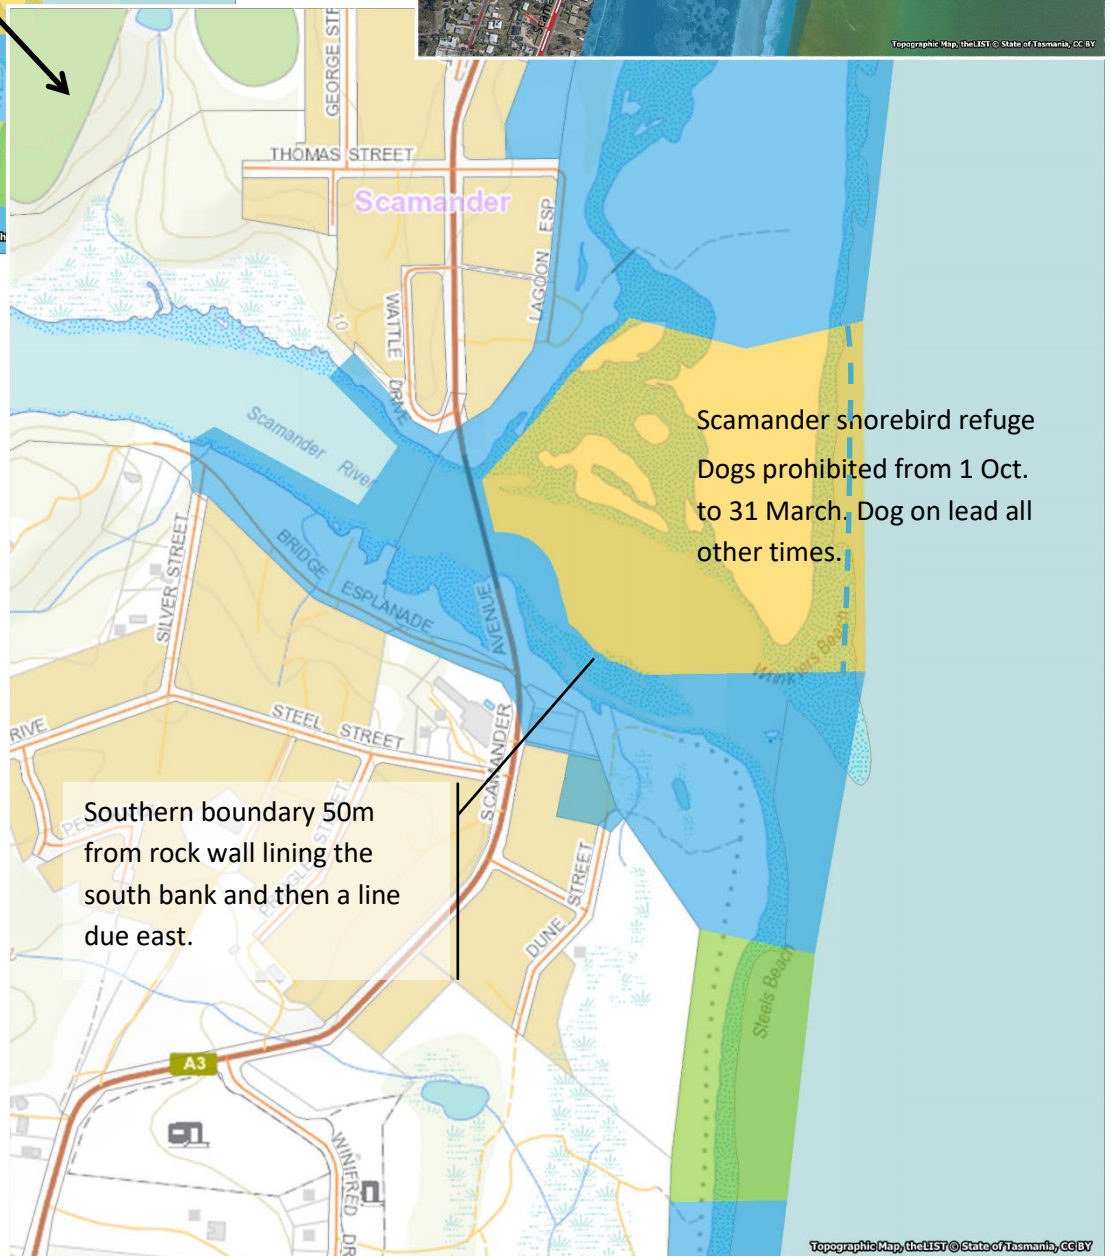 Topographic Map, theLIST © State of Tasmania, CC BY
GEORGE STR
THOMAS STREET
Scamander
LAGOON ESP
WATTLE DRIVE
10
Scamander River
Scamander shorebird refuge
Dogs prohibited from 1 Oct.
to 31 March. Dog on lead all
other times.
BRIDGE ESPLANADE
SILVER STREET
SCAMANDER AVENUE
STEEL STREET
RIVE
Southern boundary 50m
from rock wall lining the
south bank and then a line
due east.
DUNE STREET
Steels Beach
A3
WINIFRED DR
Topographic Map, theLIST © State of Tasmania, CC BY